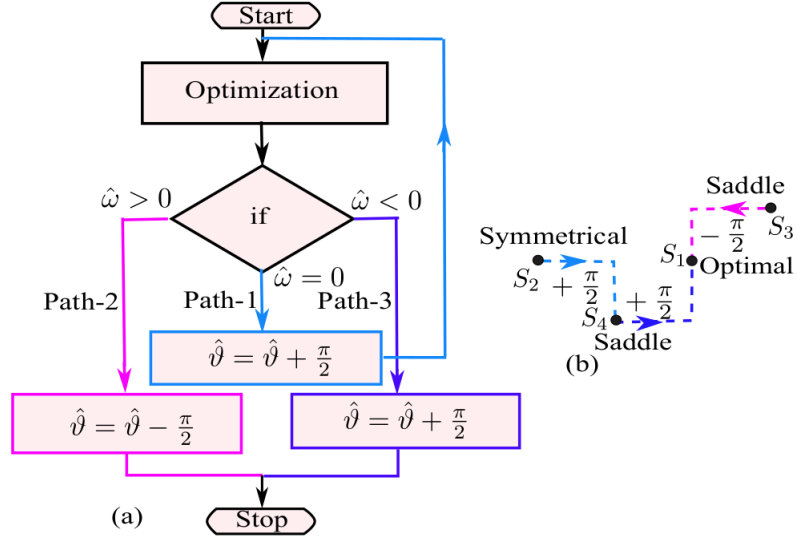 Start
Optimization
if
ω̂ > 0
ω̂ < 0
ω̂ = 0
Path-2
Path-1
Path-3
ϑ̂ = ϑ̂ + π/2
ϑ̂ = ϑ̂ − π/2
ϑ̂ = ϑ̂ + π/2
Stop
(a)
Saddle
S₃
− π/2
Symmetrical
S₂
S₁
Optimal
+ π/2
+ π/2
S₄
Saddle
(b)